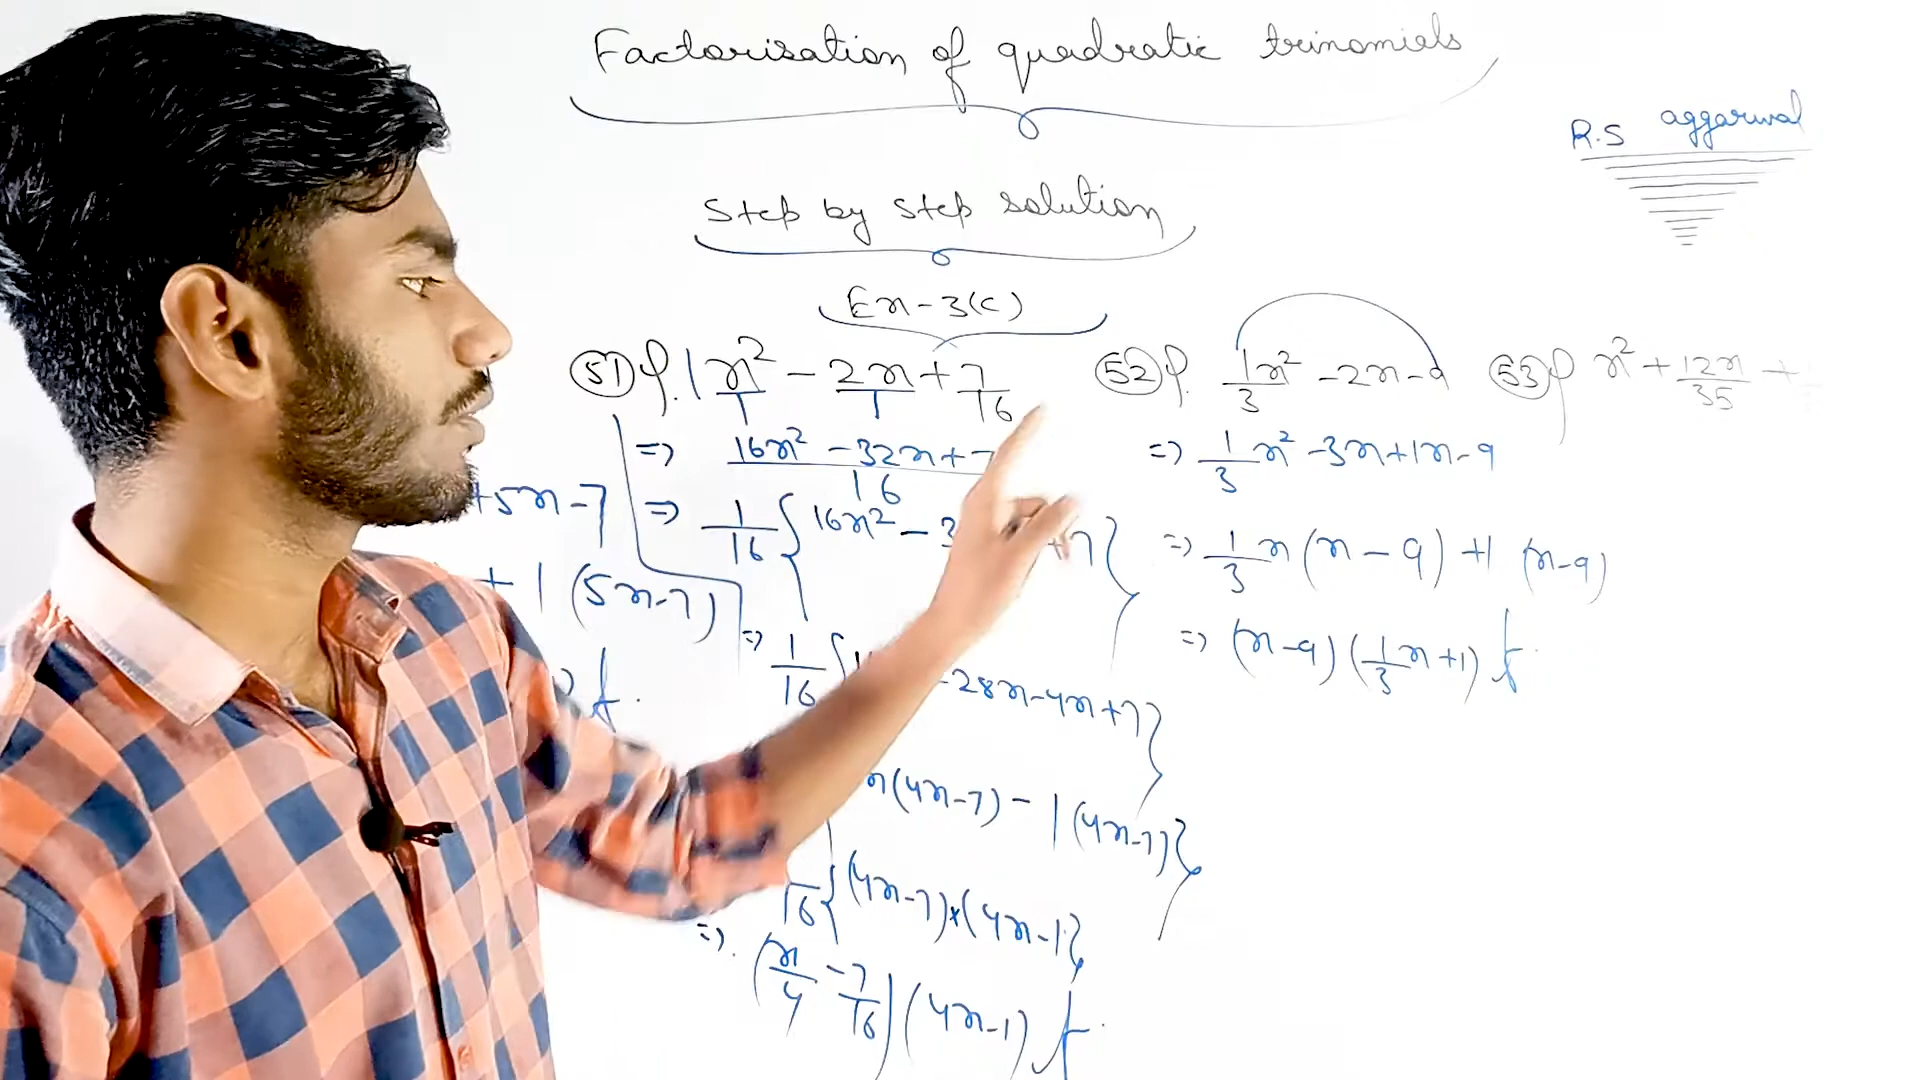 Factorisation of quadratic trinomials
R.S aggarwal
Step by step solution
Ex-3(C)
51) 1x²/1 - 2x/1 + 7/16
=> 16x² - 32x + 7 / 16
=> 1/16 { 16x² - 3 +7 }
=> 1/16 { -28x - 4x + 7 }
x(4x-7) - 1(4x-7) }
16 { (4x-7)×(4x-1) }
=> (x/4 - 7/16) (4x-1)
+5x-7
+ 1 (5x-7)
52) 1/3 x² - 2x - 9
=> 1/3 x² - 3x + 1x - 9
=> 1/3 x (x - 9) + 1 (x-9)
=> (x-9) (1/3 x + 1)
53) x² + 12x/35 +